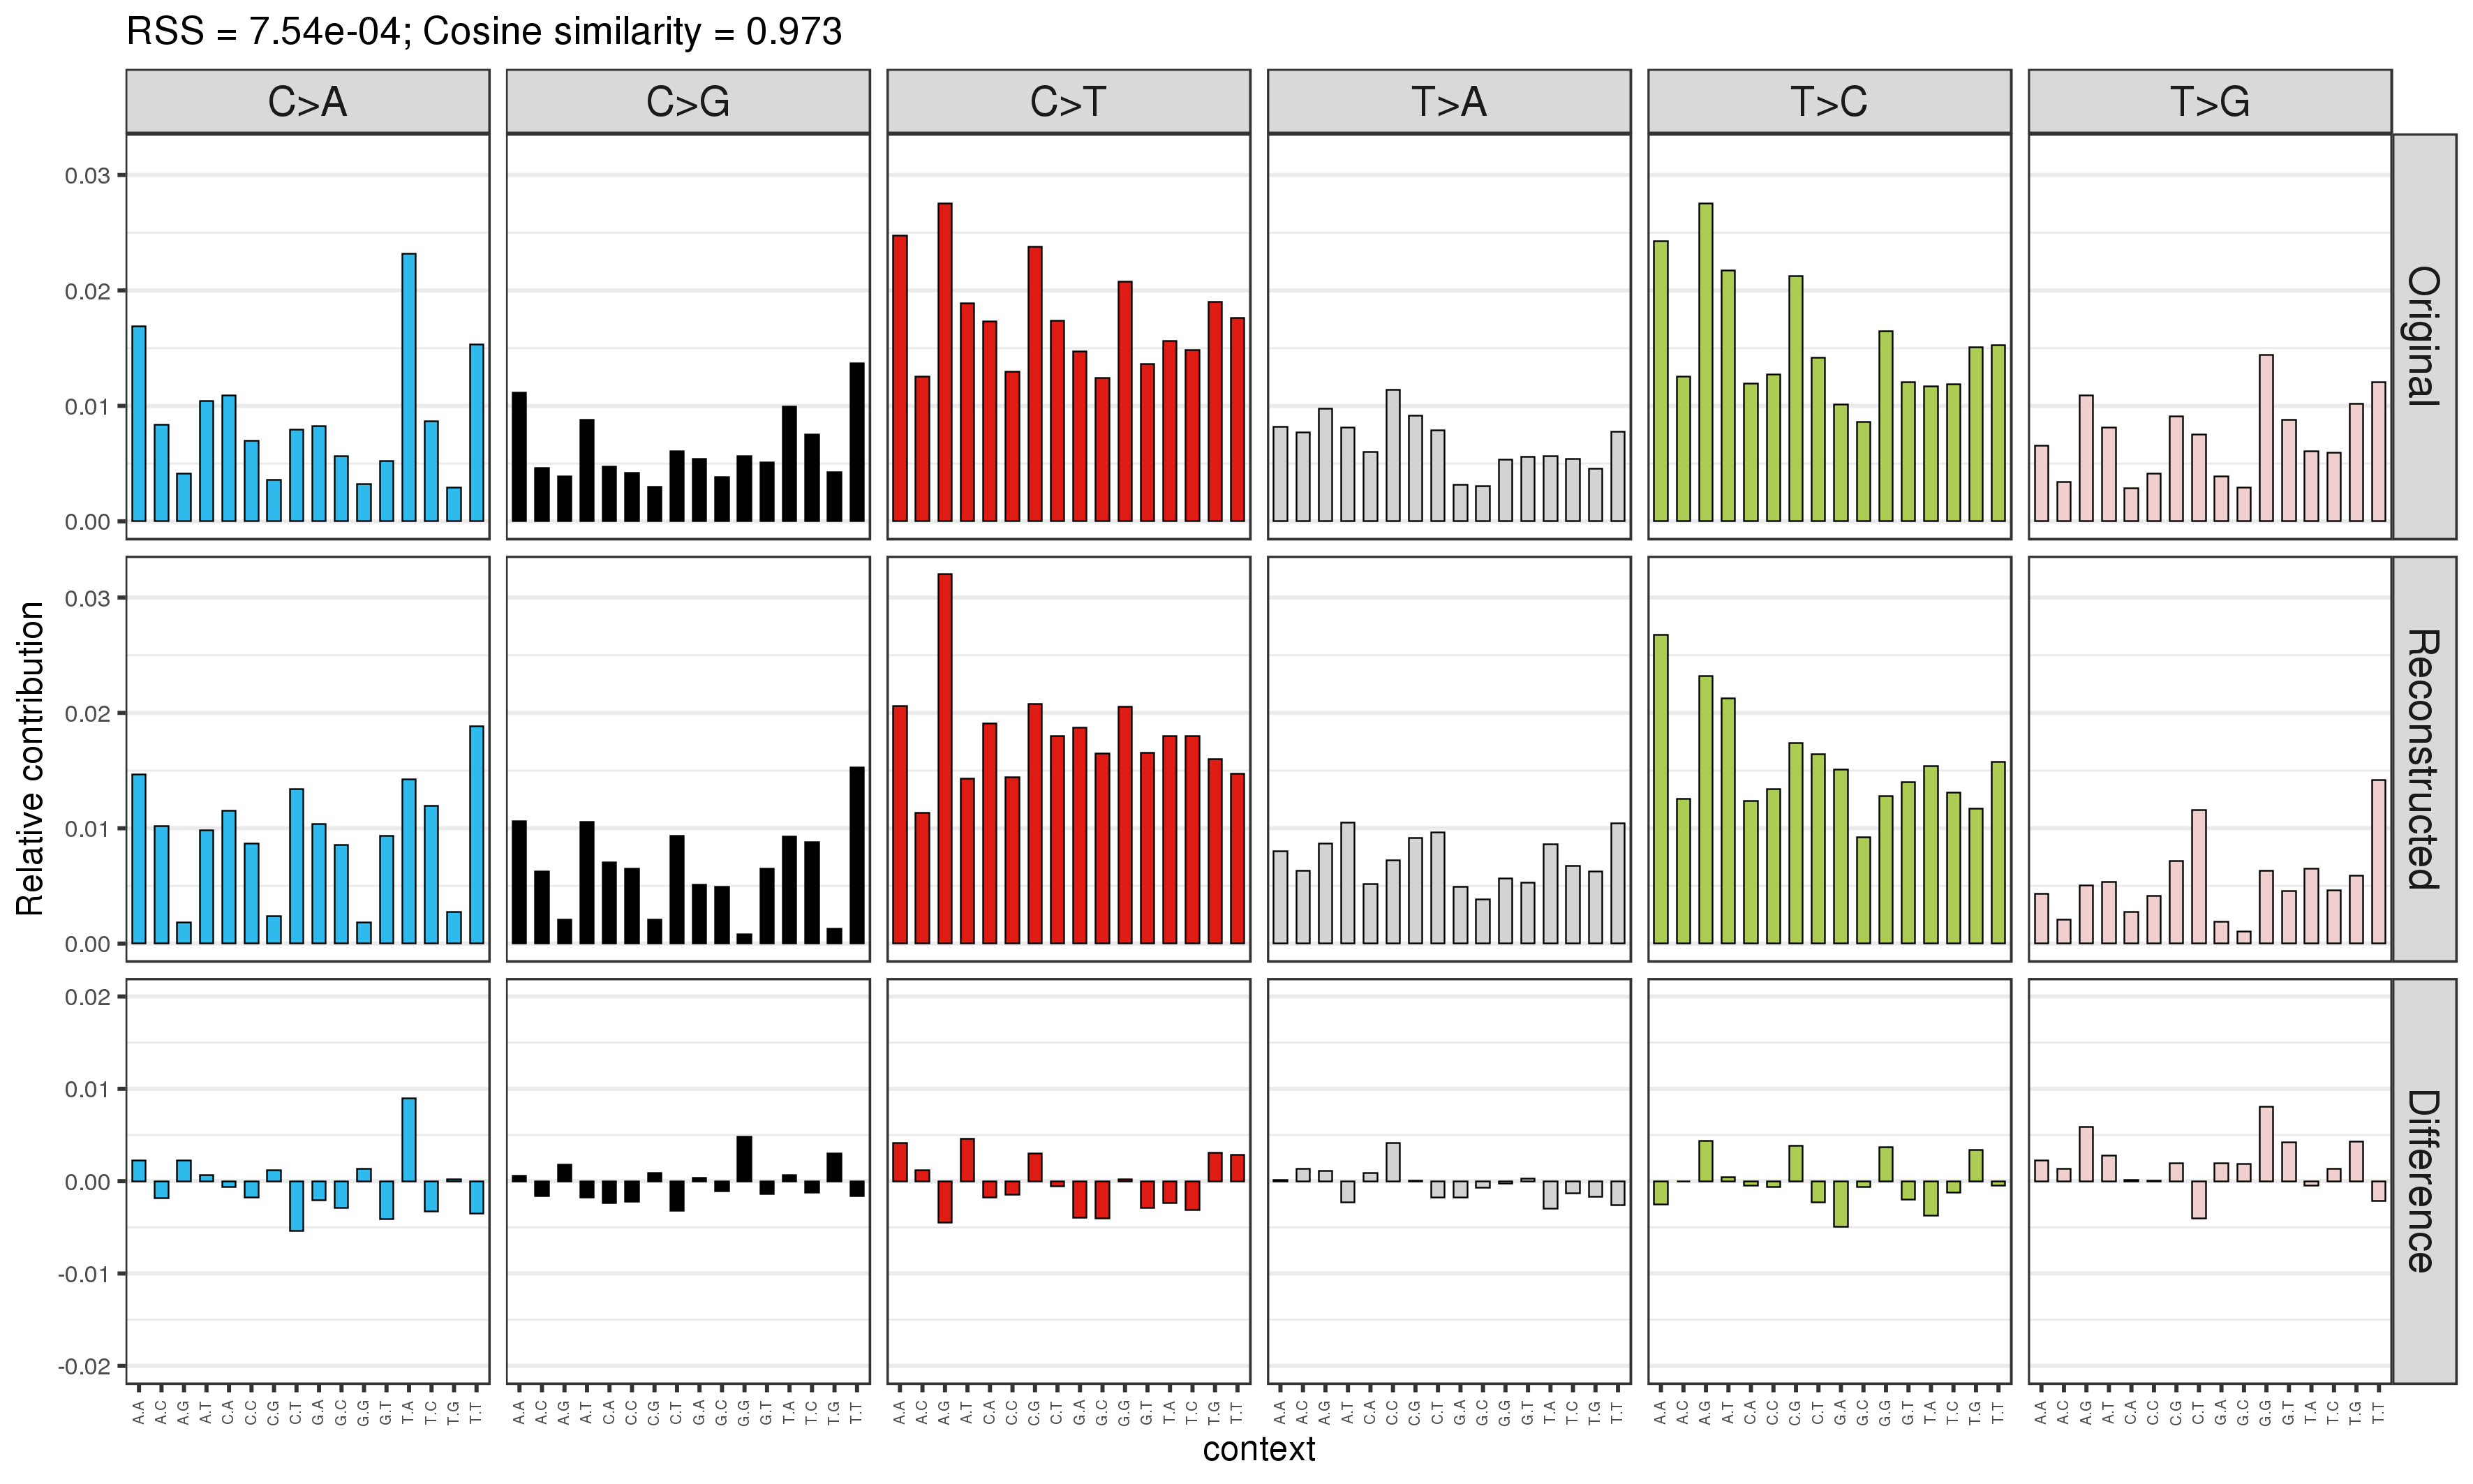 RSS = 7.54e-04; Cosine similarity = 0.973
C>A C>G C>T T>A T>C T>G
0.03
0.02
0.01
0.00
Original
0.03
0.02
0.01
0.00
Reconstructed
Relative contribution
0.02
0.01
0.00
-0.01
-0.02
Difference
A.A A.C A.G A.T C.A C.C C.G C.T G.A G.C G.G G.T T.A T.C T.G T.T A.A A.C A.G A.T C.A C.C C.G C.T G.A G.C G.G G.T T.A T.C T.G T.T A.A A.C A.G A.T C.A C.C C.G C.T G.A G.C G.G G.T T.A T.C T.G T.T A.A A.C A.G A.T C.A C.C C.G C.T G.A G.C G.G G.T T.A T.C T.G T.T A.A A.C A.G A.T C.A C.C C.G C.T G.A G.C G.G G.T T.A T.C T.G T.T A.A A.C A.G A.T C.A C.C C.G C.T G.A G.C G.G G.T T.A T.C T.G T.T
context